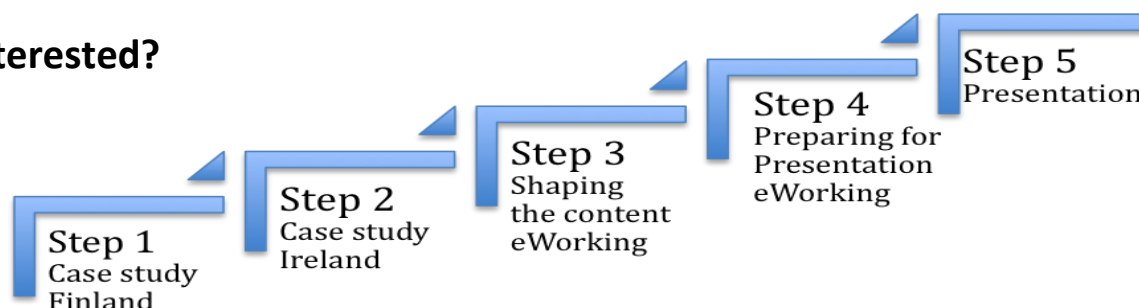 nterested?
Step 1
Case study
Finland
Step 2
Case study
Ireland
Step 3
Shaping
the content
eWorking
Step 4
Preparing for
Presentation
eWorking
Step 5
Presentation